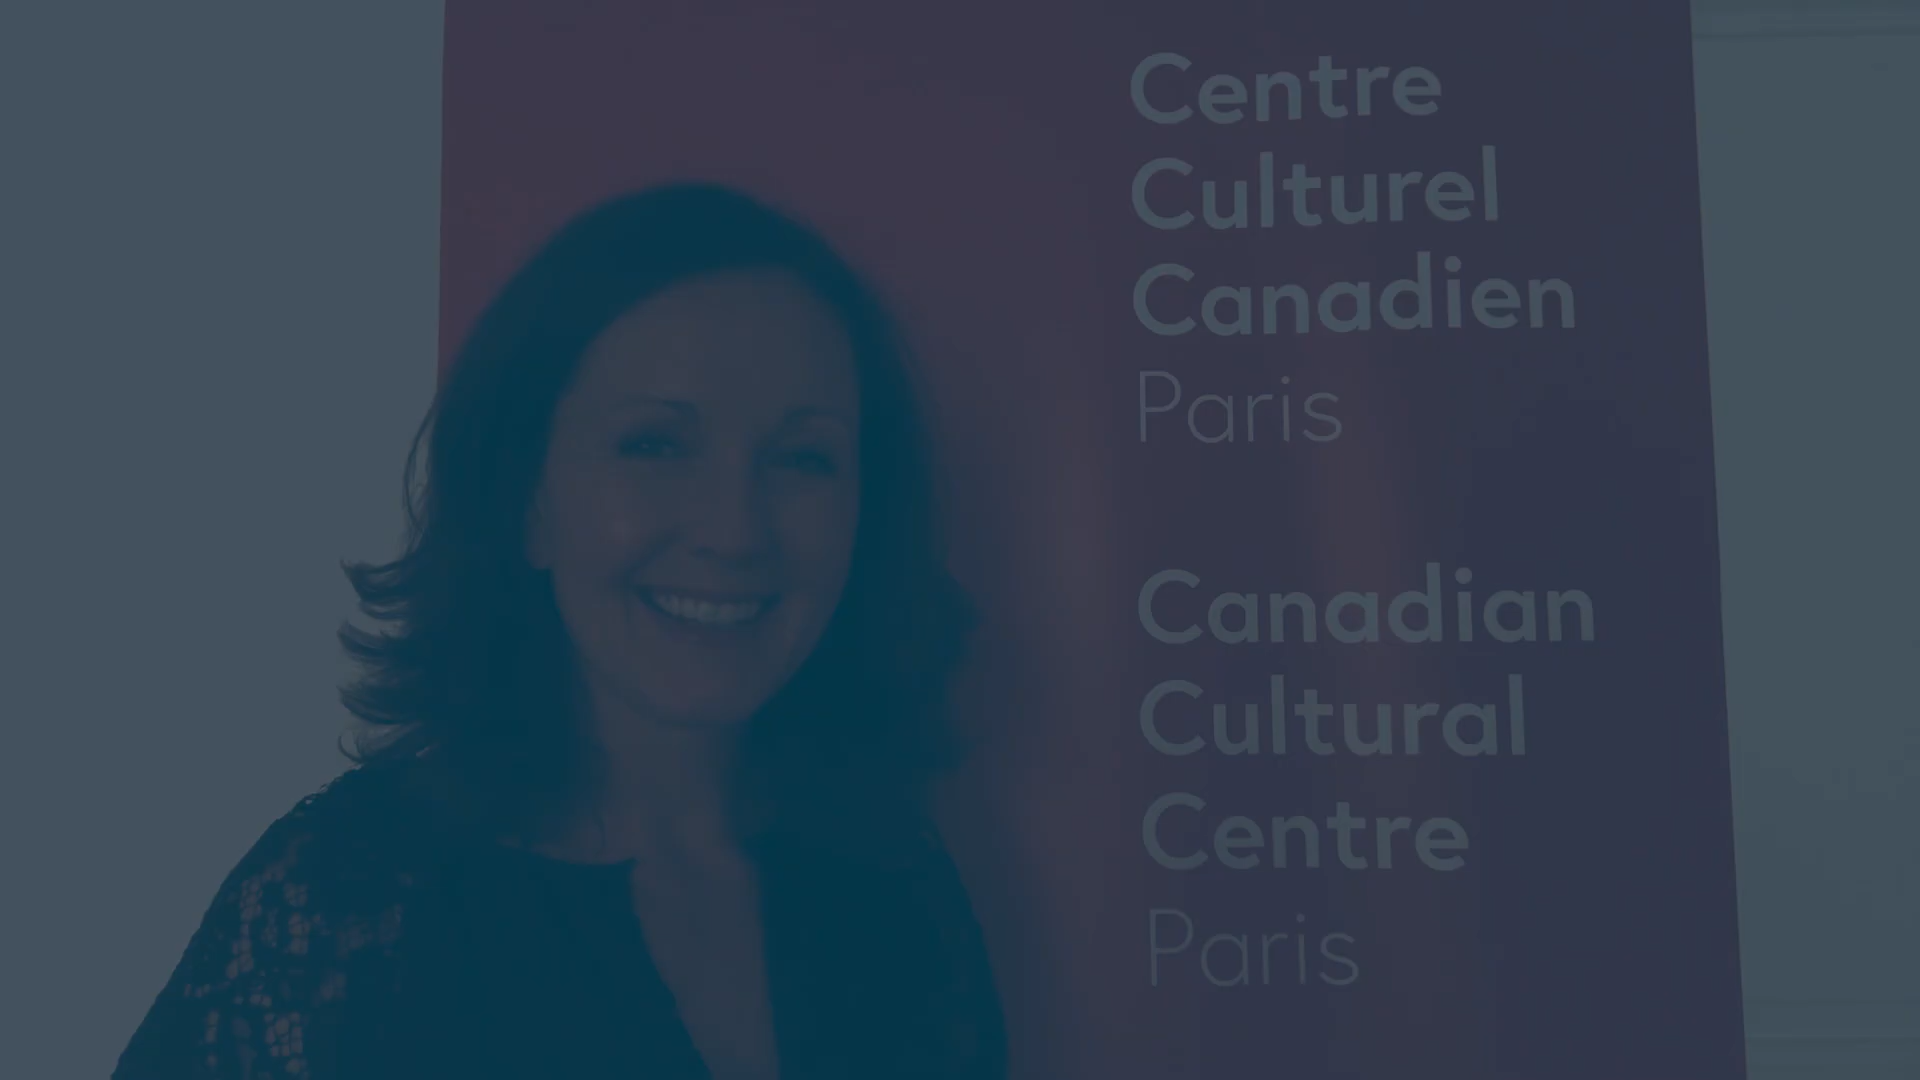 Centre
Culturel
Canadien
Paris
Canadian
Cultural
Centre
Paris